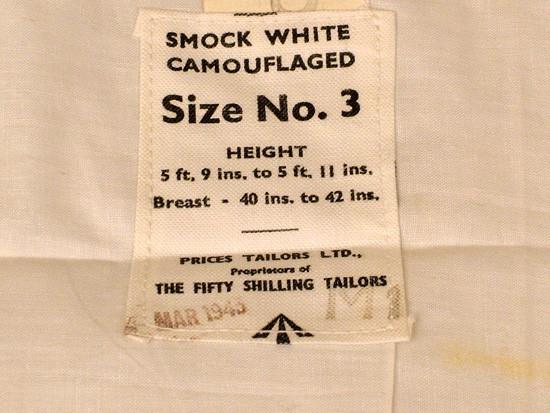 SMOCK WHITE
CAMOUFLAGED
Size No. 3
HEIGHT
5 ft, 9 ins. to 5 ft, 11 ins.
Breast - 40 ins. to 42 ins.
PRICES TAILORS LTD.,
Proprietors of
THE FIFTY SHILLING TAILORS
MAR M1